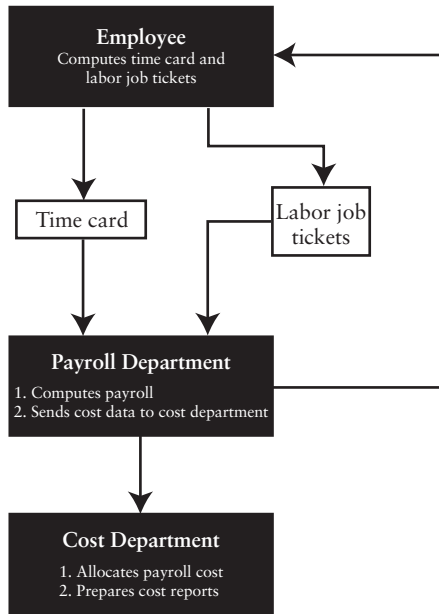 Employee
Computes time card and
labor job tickets
Time card
Labor job
tickets
Payroll Department
1. Computes payroll
2. Sends cost data to cost department
Cost Department
1. Allocates payroll cost
2. Prepares cost reports